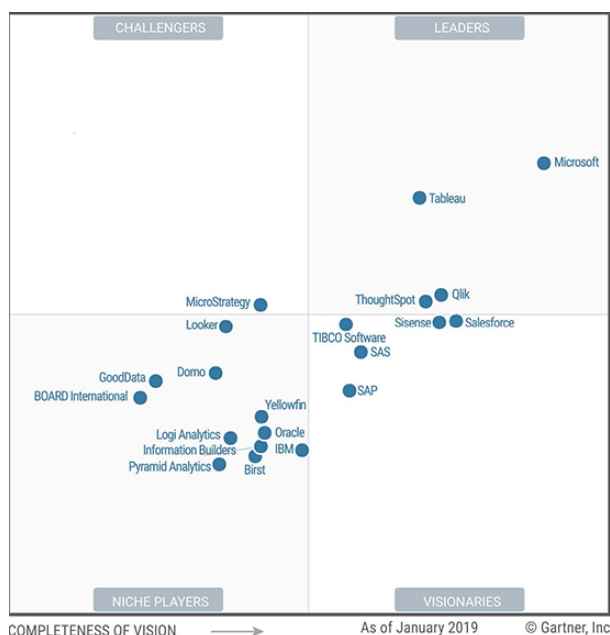 CHALLENGERS
LEADERS
Microsoft
Tableau
MicroStrategy
ThoughtSpot
Qlik
Looker
TIBCO Software
Sisense
Salesforce
SAS
GoodData
Domo
BOARD International
SAP
Yellowfin
Logi Analytics
Oracle
Information Builders
IBM
Pyramid Analytics
Birst
NICHE PLAYERS
VISIONARIES
COMPLETENESS OF VISION
As of January 2019
© Gartner, Inc